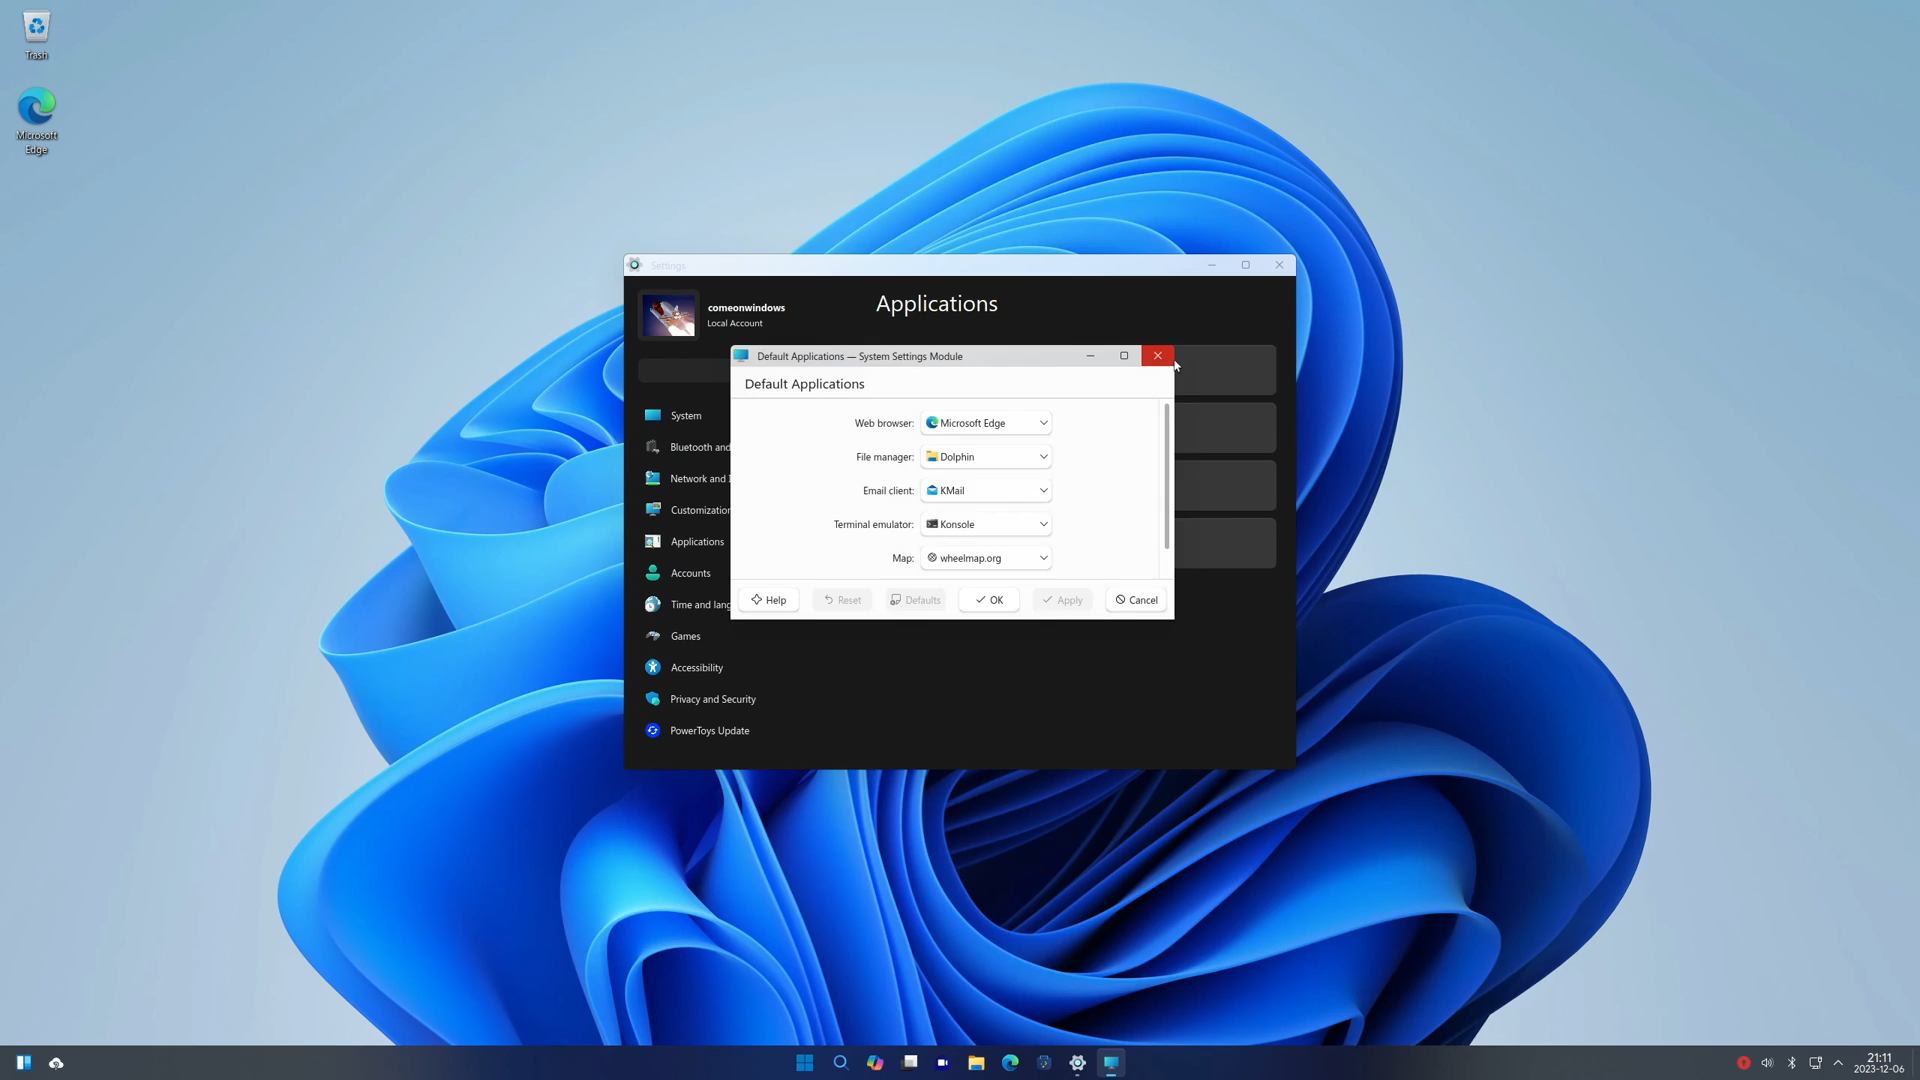 Trash
Microsoft
Edge
Settings
comeonwindows
Local Account
Applications
Default Applications — System Settings Module
Default Applications
Web browser: Microsoft Edge
File manager: Dolphin
Email client: KMail
Terminal emulator: Konsole
Map: wheelmap.org
Help Reset Defaults OK Apply Cancel
System
Bluetooth and
Network and I
Customization
Applications
Accounts
Time and lang
Games
Accessibility
Privacy and Security
PowerToys Update
21:11
2023-12-06